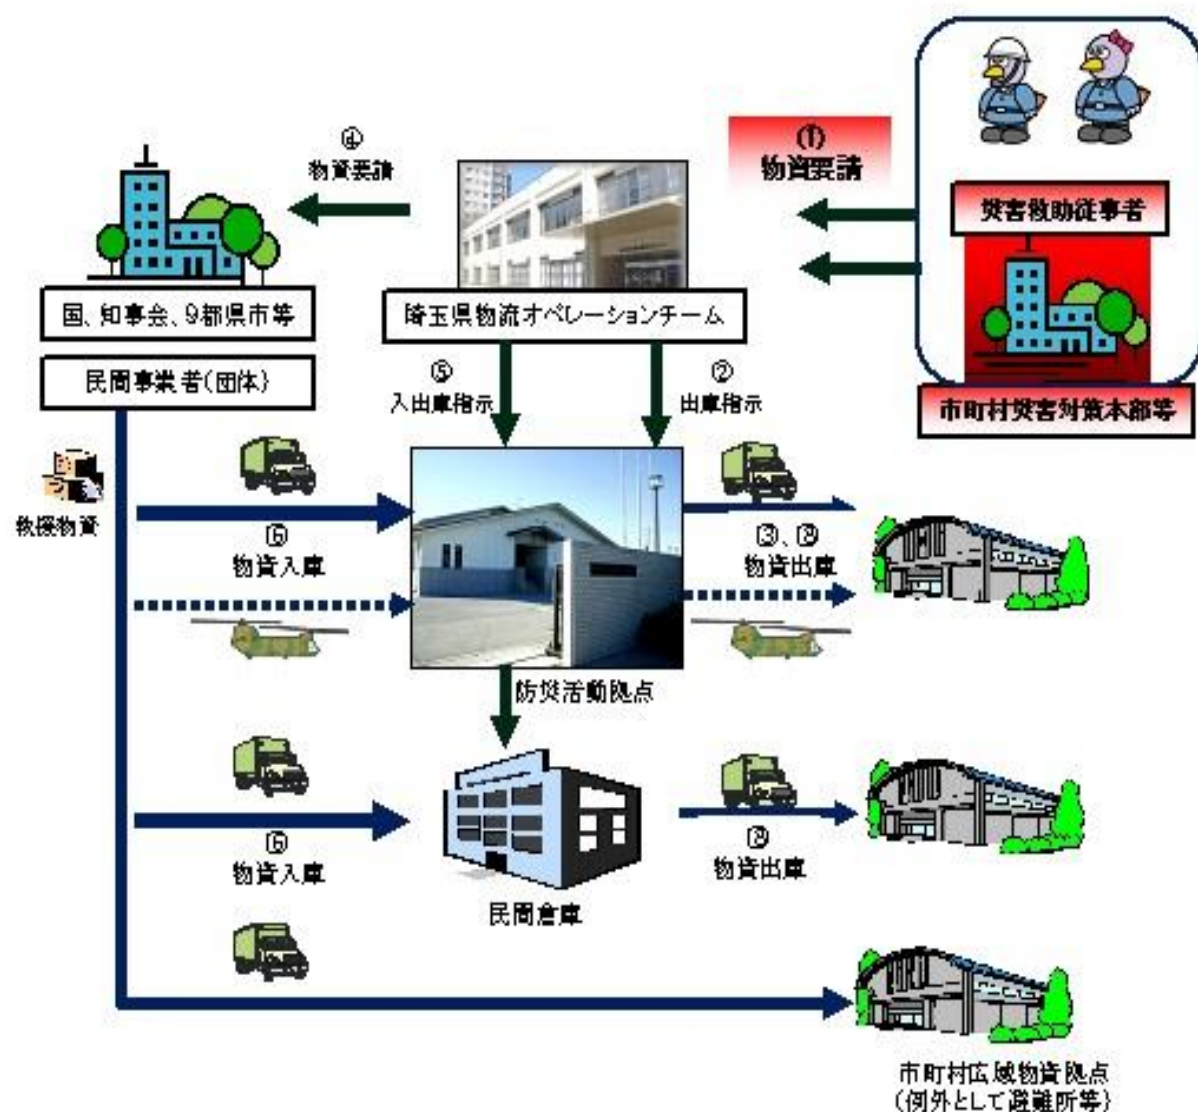 ①
物資要請
災害救助従事者
市町村災害対策本部等
④
物資要請
国、知事会、9都県市等
民間事業者(団体)
埼玉県物流オペレーションチーム
⑤
入出庫指示
②
出庫指示
救援物資
⑥
物資入庫
防災活動拠点
物資出庫
⑥
物資入庫
民間倉庫
物資出庫
市町村広域物資拠点
(例外として避難所等)